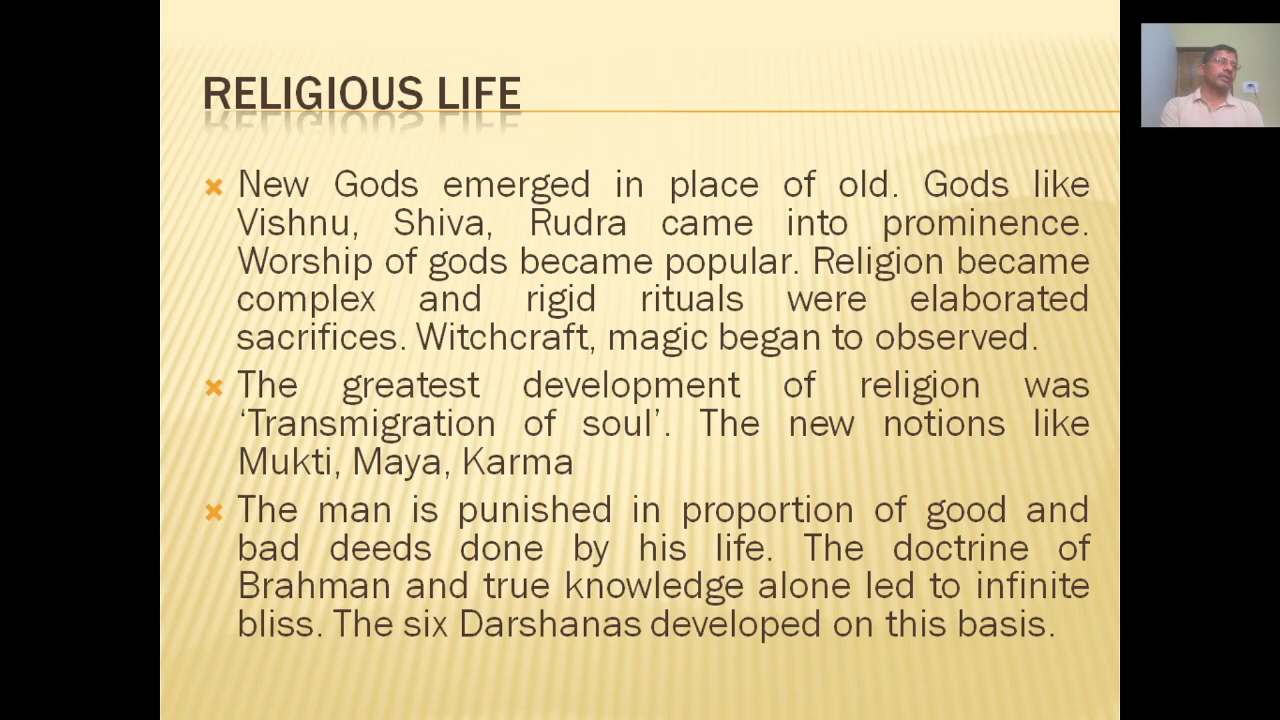 RELIGIOUS LIFE
New Gods emerged in place of old. Gods like
Vishnu, Shiva, Rudra came into prominence.
Worship of gods became popular. Religion became
complex and rigid rituals were elaborated
sacrifices. Witchcraft, magic began to observed.
The greatest development of religion was
‘Transmigration of soul’. The new notions like
Mukti, Maya, Karma
The man is punished in proportion of good and
bad deeds done by his life. The doctrine of
Brahman and true knowledge alone led to infinite
bliss. The six Darshanas developed on this basis.